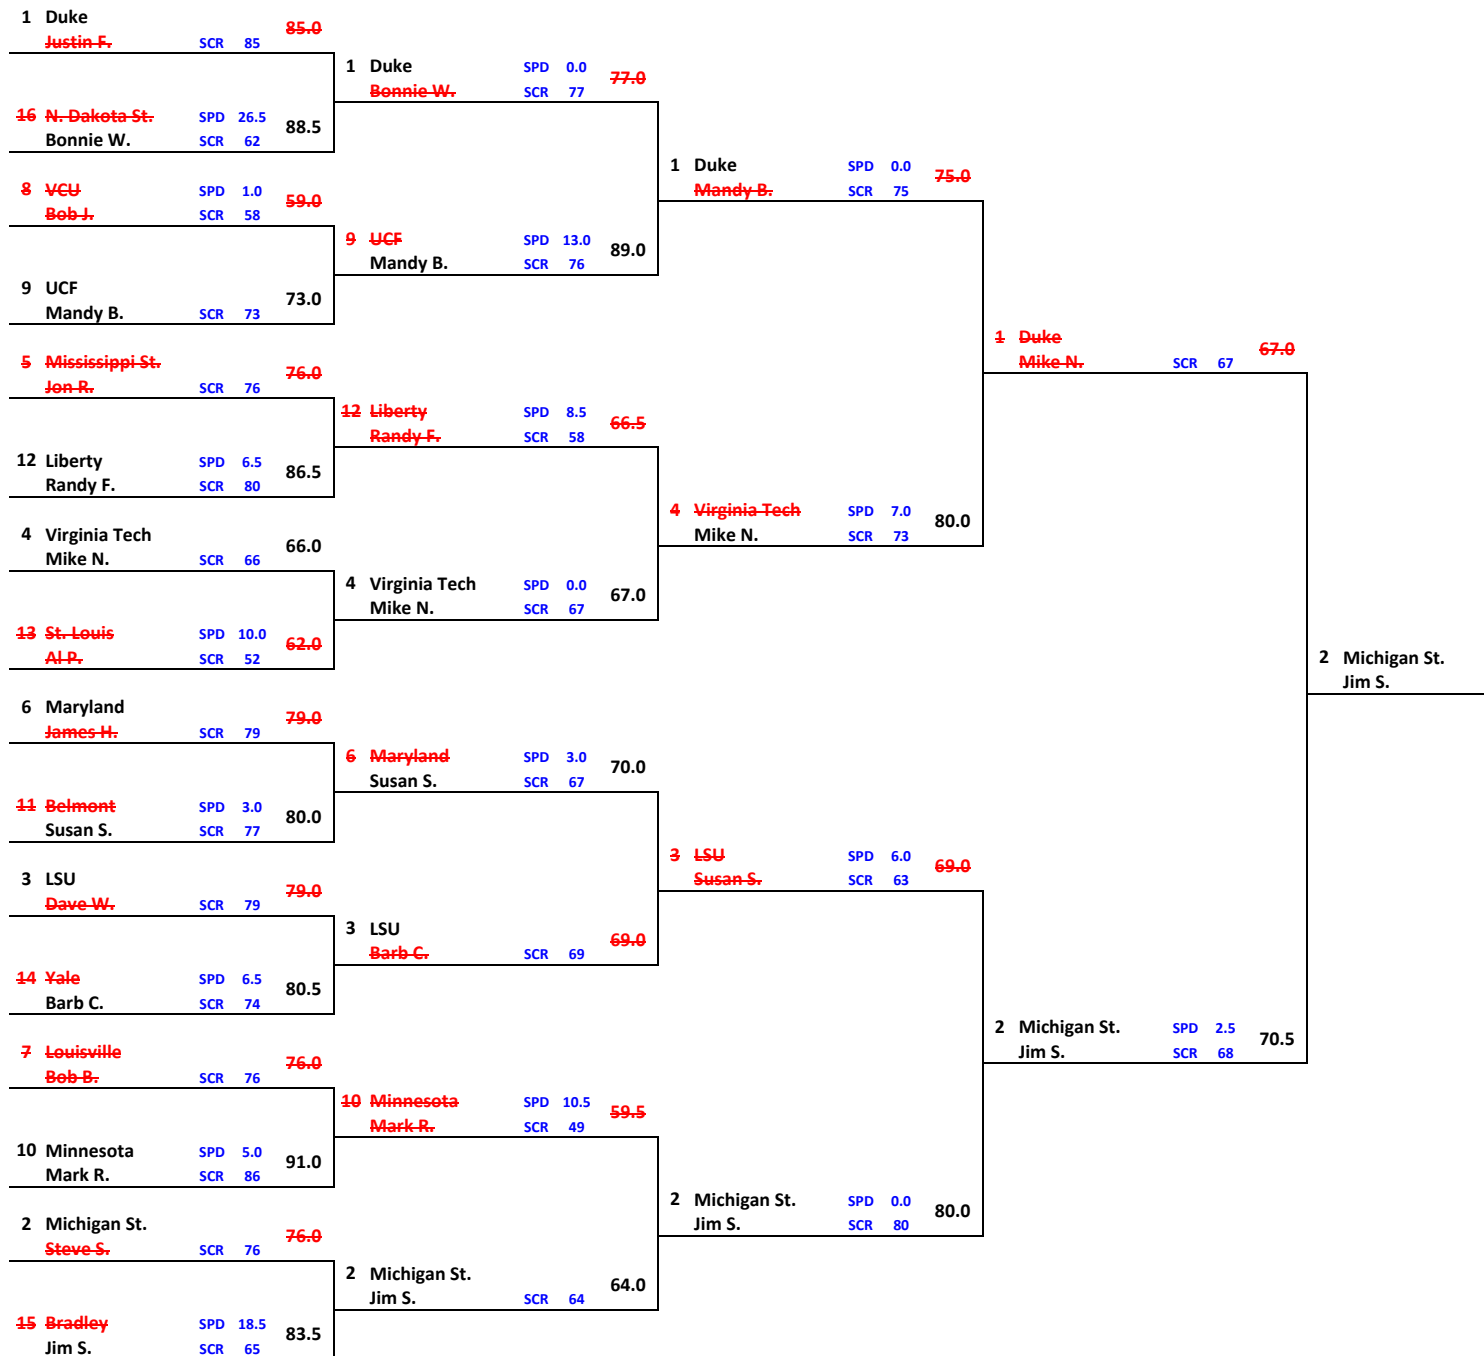 1 Duke 85.0
Justin F. SCR 85
16 N. Dakota St. SPD 26.5 88.5
Bonnie W. SCR 62
8 VCU SPD 1.0 59.0
Bob J. SCR 58
9 UCF 73.0
Mandy B. SCR 73
5 Mississippi St. 76.0
Jon R. SCR 76
12 Liberty SPD 6.5 86.5
Randy F. SCR 80
4 Virginia Tech 66.0
Mike N. SCR 66
13 St. Louis SPD 10.0 62.0
Al P. SCR 52
6 Maryland 79.0
James H. SCR 79
11 Belmont SPD 3.0 80.0
Susan S. SCR 77
3 LSU 79.0
Dave W. SCR 79
14 Yale SPD 6.5 80.5
Barb C. SCR 74
7 Louisville 76.0
Bob B. SCR 76
10 Minnesota SPD 5.0 91.0
Mark R. SCR 86
2 Michigan St. 76.0
Steve S. SCR 76
15 Bradley SPD 18.5 83.5
Jim S. SCR 65
1 Duke SPD 0.0 77.0
Bonnie W. SCR 77
9 UCF SPD 13.0 89.0
Mandy B. SCR 76
12 Liberty SPD 8.5 66.5
Randy F. SCR 58
4 Virginia Tech SPD 0.0 67.0
Mike N. SCR 67
6 Maryland SPD 3.0 70.0
Susan S. SCR 67
3 LSU 69.0
Barb C. SCR 69
10 Minnesota SPD 10.5 59.5
Mark R. SCR 49
2 Michigan St. 64.0
Jim S. SCR 64
1 Duke SPD 0.0 75.0
Mandy B. SCR 75
4 Virginia Tech SPD 7.0 80.0
Mike N. SCR 73
3 LSU SPD 6.0 69.0
Susan S. SCR 63
2 Michigan St. SPD 0.0 80.0
Jim S. SCR 80
1 Duke 67.0
Mike N. SCR 67
2 Michigan St. SPD 2.5 70.5
Jim S. SCR 68
2 Michigan St.
Jim S.